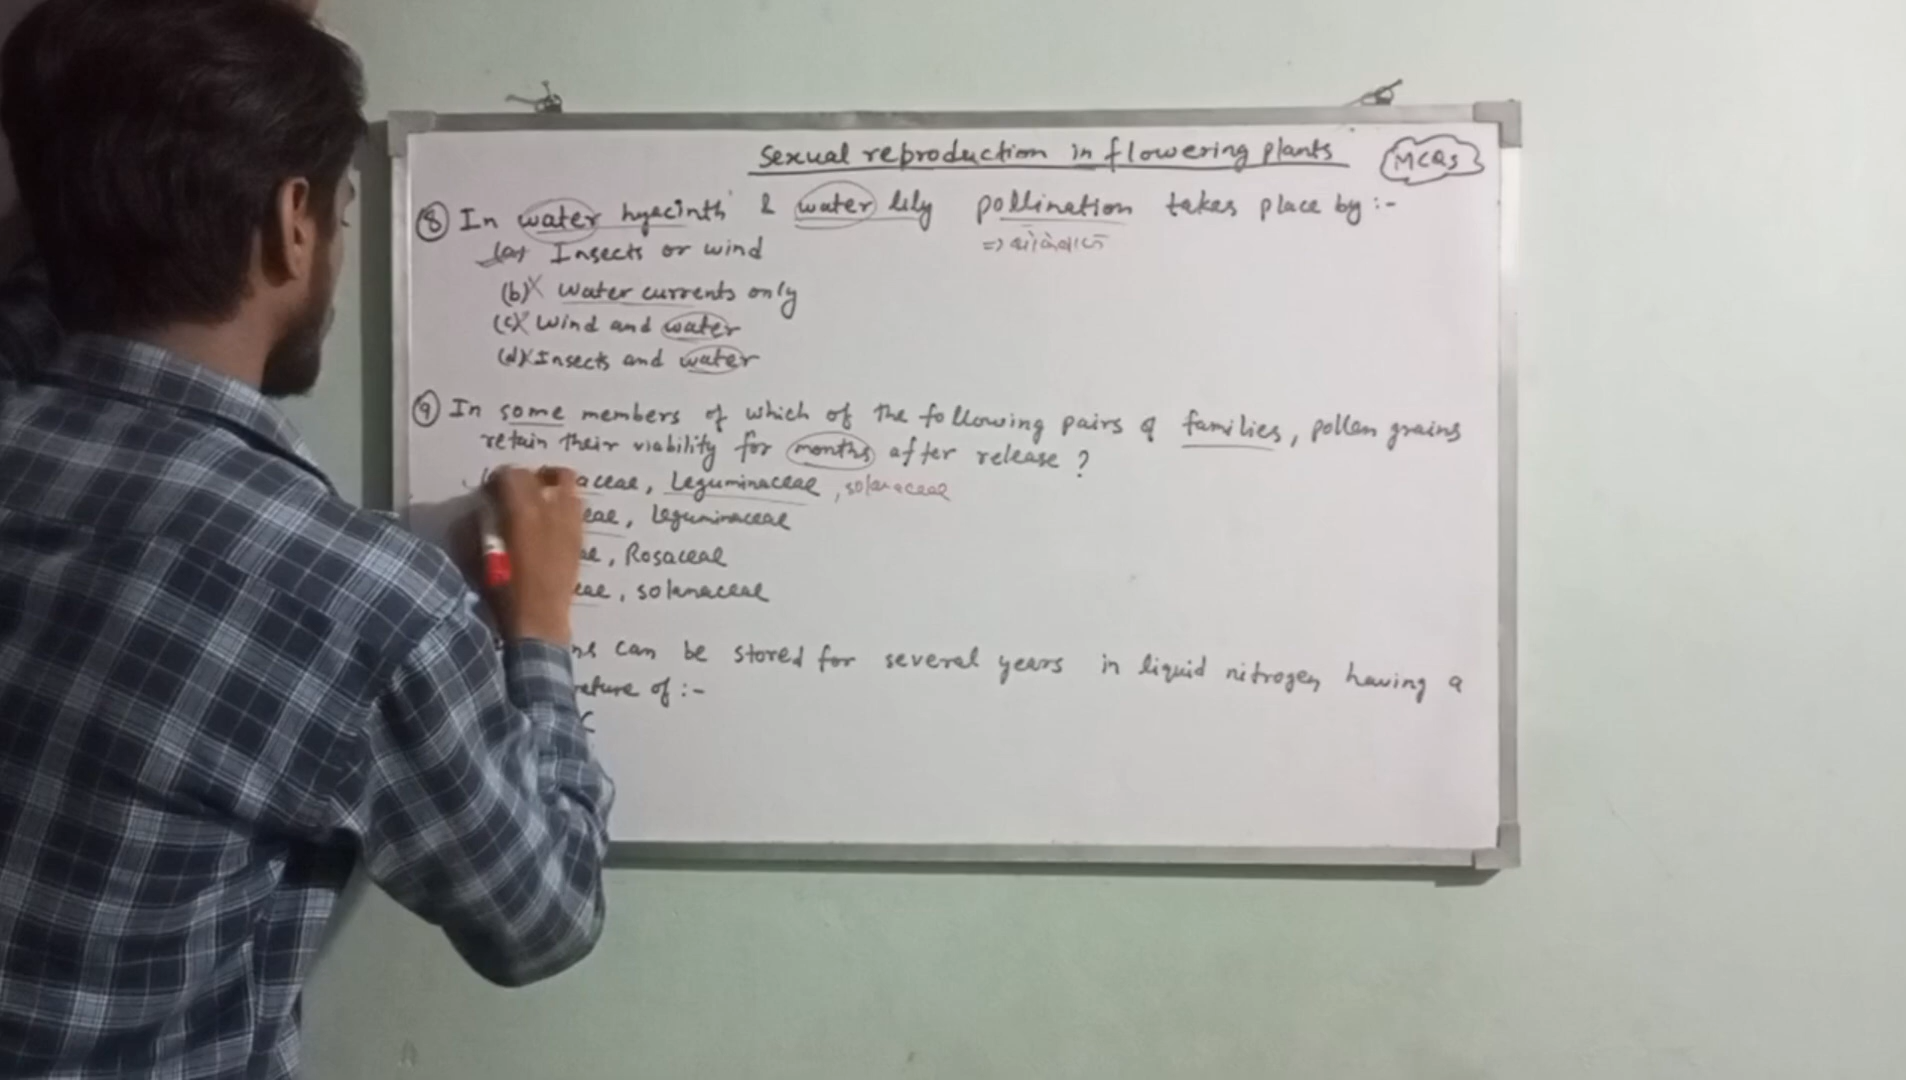 Sexual reproduction in flowering plants MCQs
⑧ In water hyacinth & water lily pollination takes place by :-
(a) Insects or wind
(b) Water currents only
(c) Wind and water
(d) Insects and water
⑨ In some members of which of the following pairs of families, pollen grains
retain their viability for months after release ?
aceae, Leguminaceae, solanaceae
eae, Leguminaceae
ae, Rosaceae
eae, solanaceae
ns can be stored for several years in liquid nitrogen having a
rature of :-
c